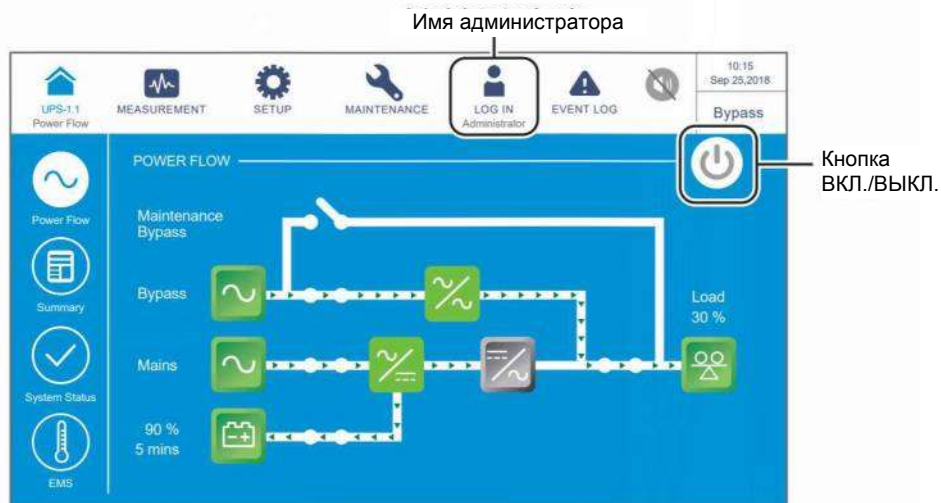 Имя администратора
UPS-1.1
Power Flow
MEASUREMENT
SETUP
MAINTENANCE
LOG IN
Administrator
EVENT LOG
10:15
Sep 25,2018
Bypass
POWER FLOW
Кнопка
ВКЛ./ВЫКЛ.
Power Flow
Summary
System Status
EMS
Maintenance
Bypass
Bypass
Mains
90 %
5 mins
Load
30 %